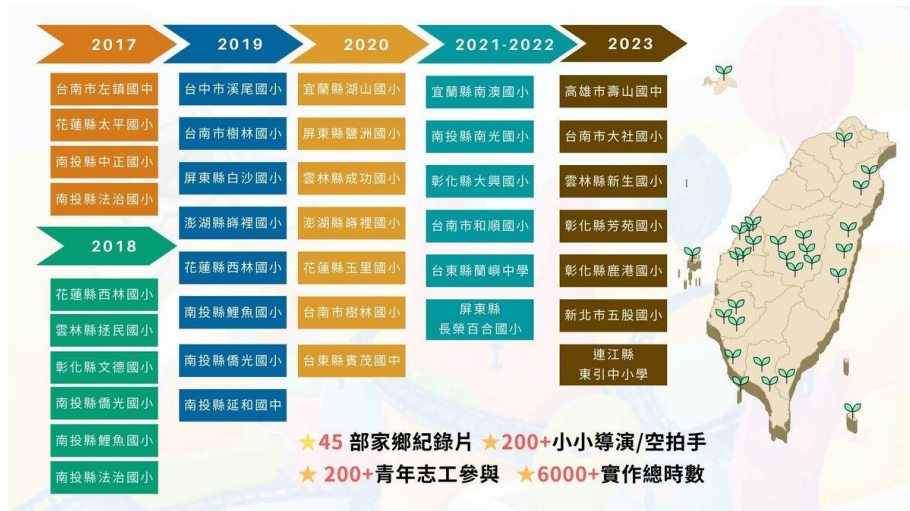 2017
台南市左鎮國中
花蓮縣太平國小
南投縣中正國小
南投縣法治國小
2018
花蓮縣西林國小
雲林縣拯民國小
彰化縣文德國小
南投縣僑光國小
南投縣鯉魚國小
南投縣法治國小
2019
台中市溪尾國小
台南市樹林國小
屏東縣白沙國小
澎湖縣嵵裡國小
花蓮縣西林國小
南投縣鯉魚國小
南投縣僑光國小
南投縣延和國中
2020
宜蘭縣湖山國小
屏東縣鹽洲國小
雲林縣成功國小
澎湖縣嵵裡國小
花蓮縣玉里國小
台南市樹林國小
台東縣賓茂國中
2021-2022
宜蘭縣南澳國小
南投縣南光國小
彰化縣大興國小
台南市和順國小
台東縣蘭嶼中學
屏東縣
長榮百合國小
2023
高雄市壽山國中
台南市大社國小
雲林縣新生國小
彰化縣芳苑國小
彰化縣鹿港國小
新北市五股國小
連江縣
東引中小學
45 部家鄉紀錄片 200+小小導演/空拍手
200+青年志工參與 6000+實作總時數